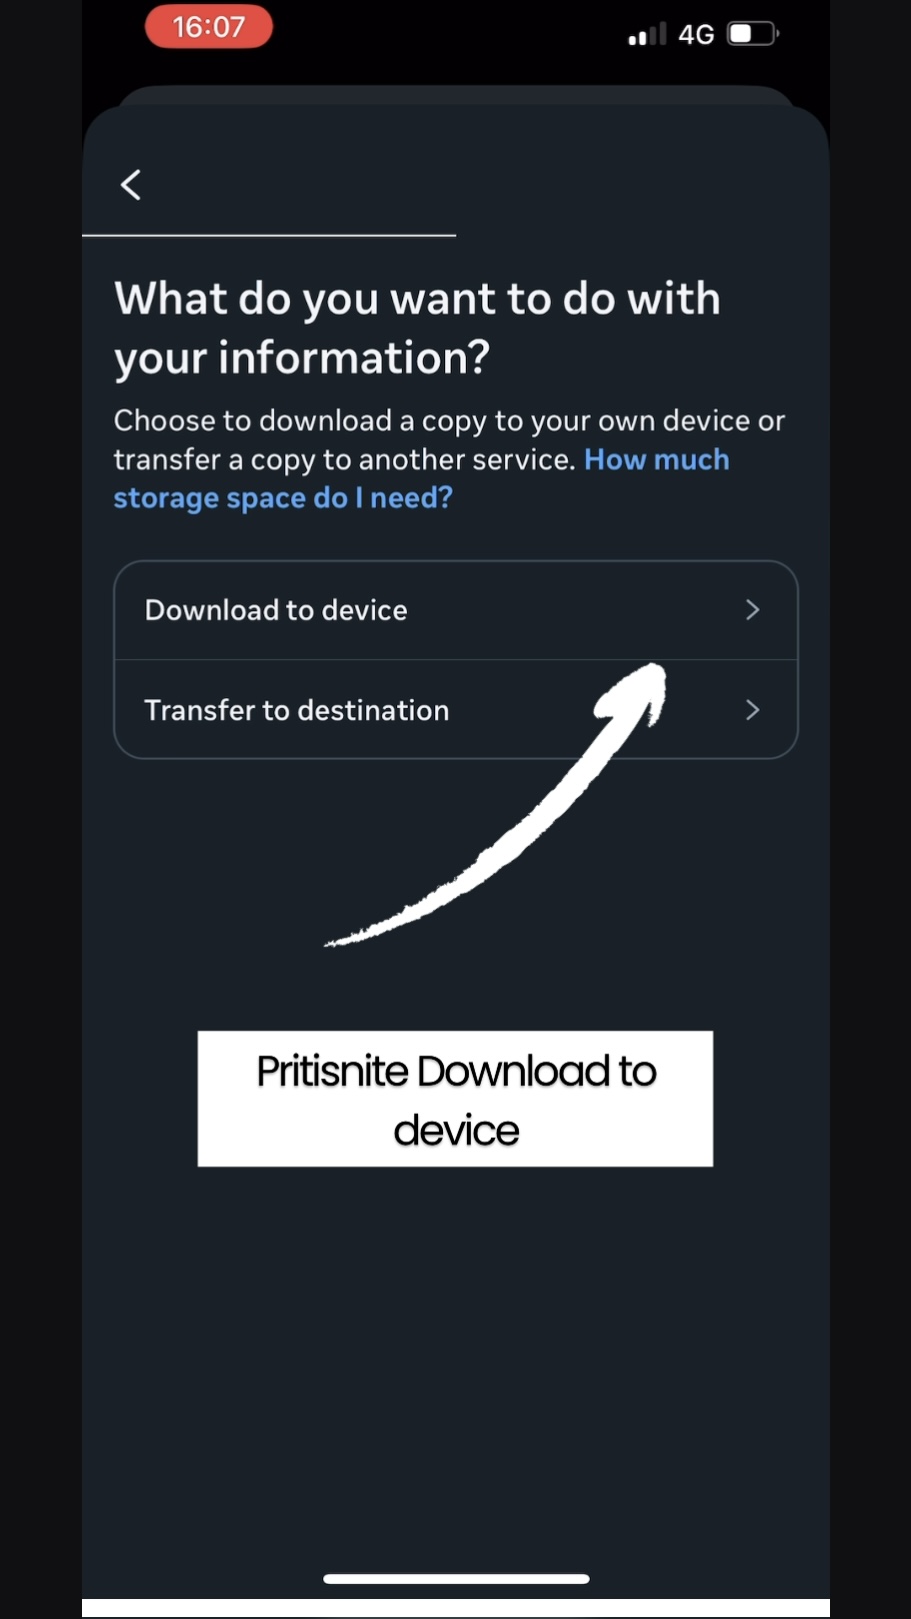 16:07
4G
What do you want to do with
your information?
Choose to download a copy to your own device or
transfer a copy to another service. How much
storage space do I need?
Download to device
Transfer to destination
Pritisnite Download to
device